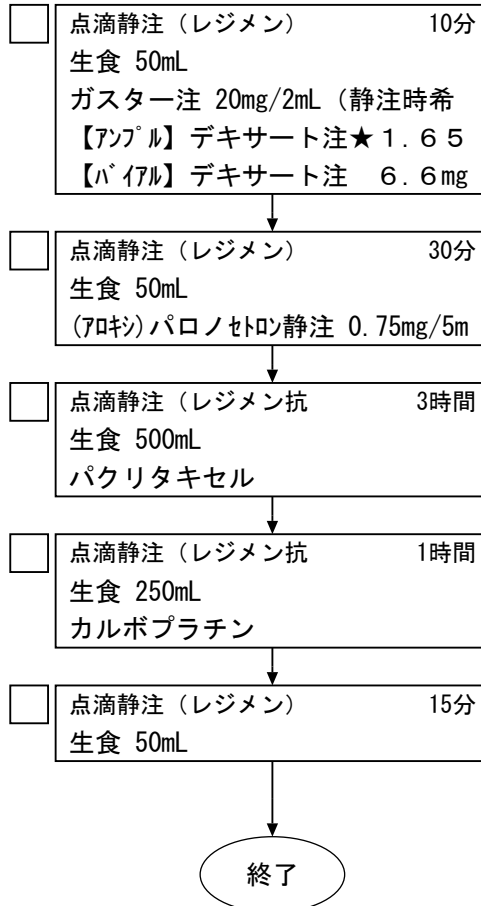 点滴静注（レジメン） 10分
生食 50mL
ガスター注 20mg/2mL（静注時希
【ｱﾝﾌﾟﾙ】デキサート注★１．６５
【ﾊﾞｲｱﾙ】デキサート注　６．６mg
点滴静注（レジメン） 30分
生食 50mL
(ｱﾛｷｼ)パロノｾﾄﾛﾝ静注 0.75mg/5m
点滴静注（レジメン抗 3時間
生食 500mL
パクリタキセル
点滴静注（レジメン抗 1時間
生食 250mL
カルボプラチン
点滴静注（レジメン） 15分
生食 50mL
終了